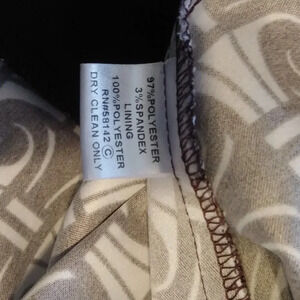 97%POLYESTER
3%SPANDEX
LINING
100%POLYESTER
RN#58142 Ⓒ
DRY CLEAN ONLY